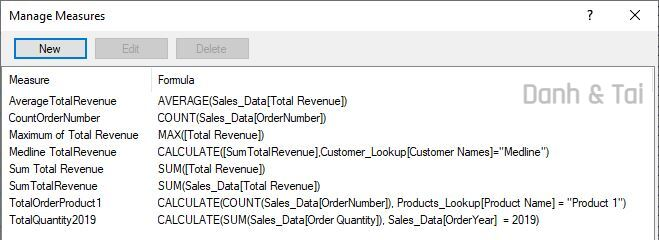 Manage Measures
? ×
New Edit Delete
Measure Formula
Danh & Tai
AverageTotalRevenue AVERAGE(Sales_Data[Total Revenue])
CountOrderNumber COUNT(Sales_Data[OrderNumber])
Maximum of Total Revenue MAX([Total Revenue])
Medline TotalRevenue CALCULATE([SumTotalRevenue],Customer_Lookup[Customer Names]="Medline")
Sum Total Revenue SUM([Total Revenue])
SumTotalRevenue SUM(Sales_Data[Total Revenue])
TotalOrderProduct1 CALCULATE(COUNT(Sales_Data[OrderNumber]), Products_Lookup[Product Name] = "Product 1")
TotalQuantity2019 CALCULATE(SUM(Sales_Data[Order Quantity]), Sales_Data[OrderYear] = 2019)